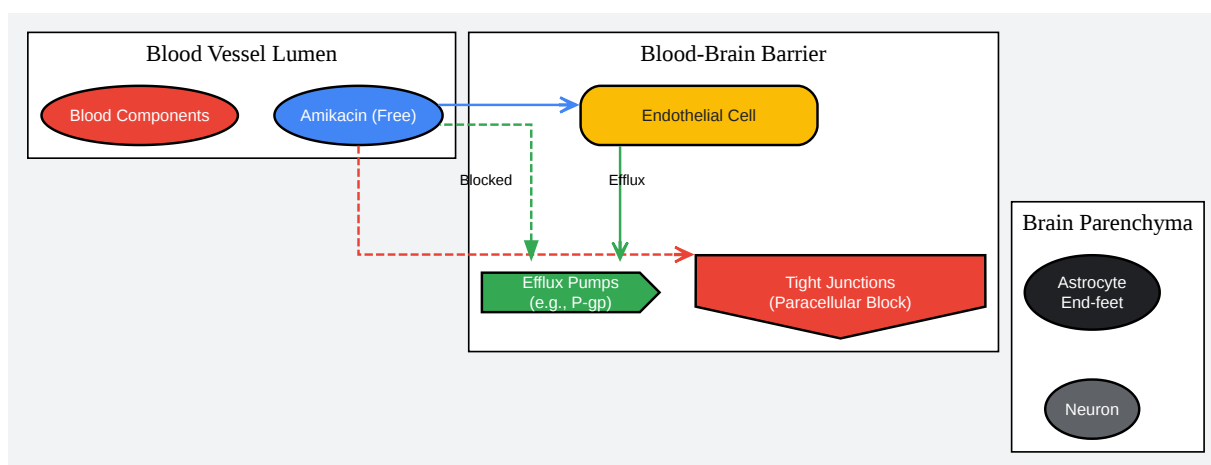 Blood Vessel Lumen
Blood Components
Amikacin (Free)
Blood-Brain Barrier
Endothelial Cell
Blocked
Efflux
Efflux Pumps
(e.g., P-gp)
Tight Junctions
(Paracellular Block)
Brain Parenchyma
Astrocyte
End-feet
Neuron